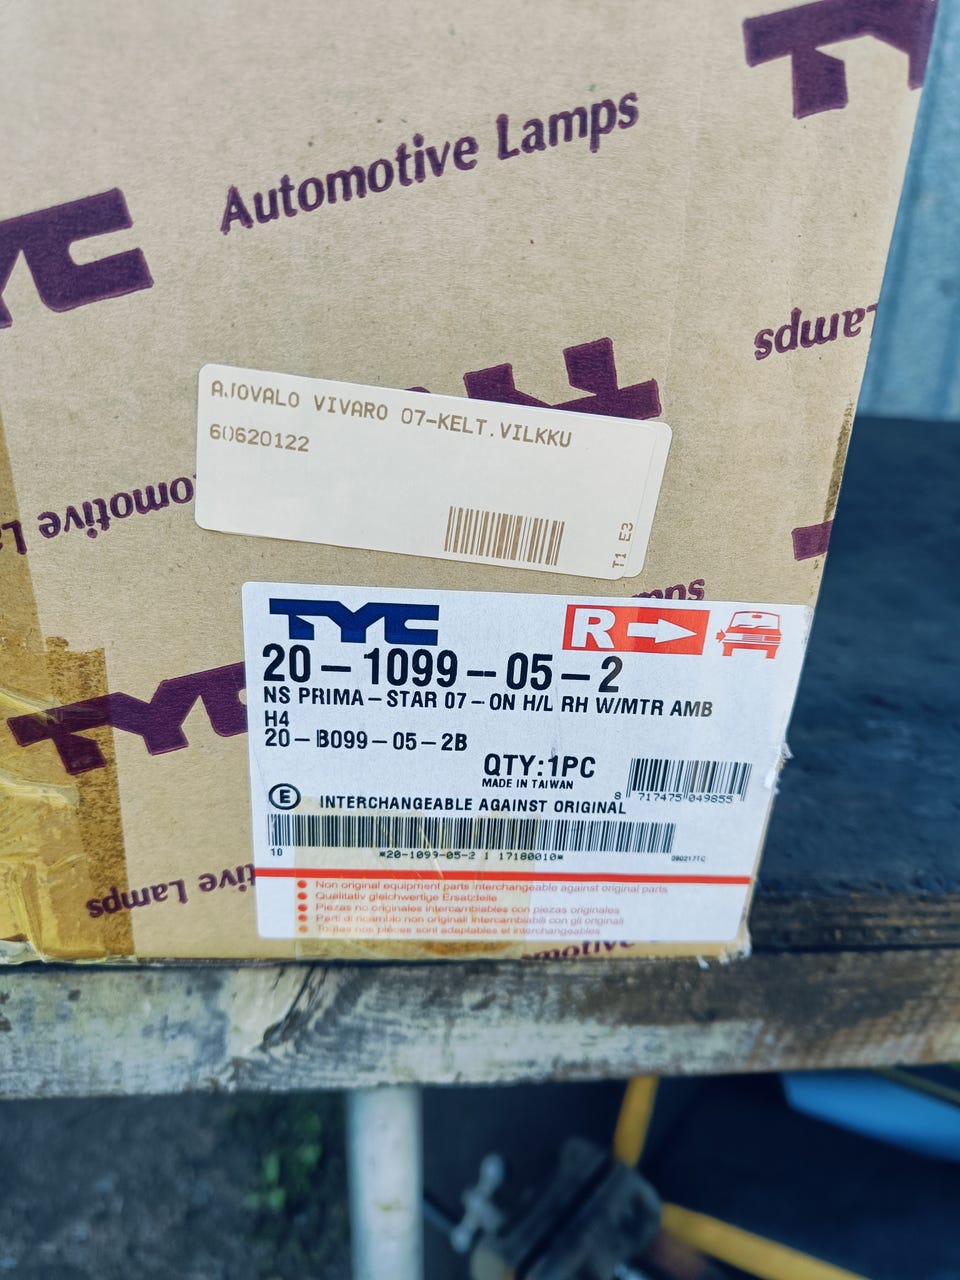 TYC
Automotive Lamps
TYC
Lamps
AJOVALO VIVARO 07-KELT.VILKKU
60620122
T1 E3
Automotive
TYC
R
20-1099-05-2
NS PRIMA-STAR 07-ON H/L RH W/MTR AMB
H4
20-B099-05-2B
QTY:1PC
MADE IN TAIWAN
8 717475 049855
E INTERCHANGEABLE AGAINST ORIGINAL
10 *20-1099-05-2 1 17180010* 080217TC
Non original equipment parts interchangeable against original parts
Qualitativ gleichwertige Ersatzteile
Piezas no originales intercambiables con piezas originales
Parti di ricambio non originali intercambiabili con gli originali
Toutes nos pièces sont adaptables et interchangeables
TYC
Lamps